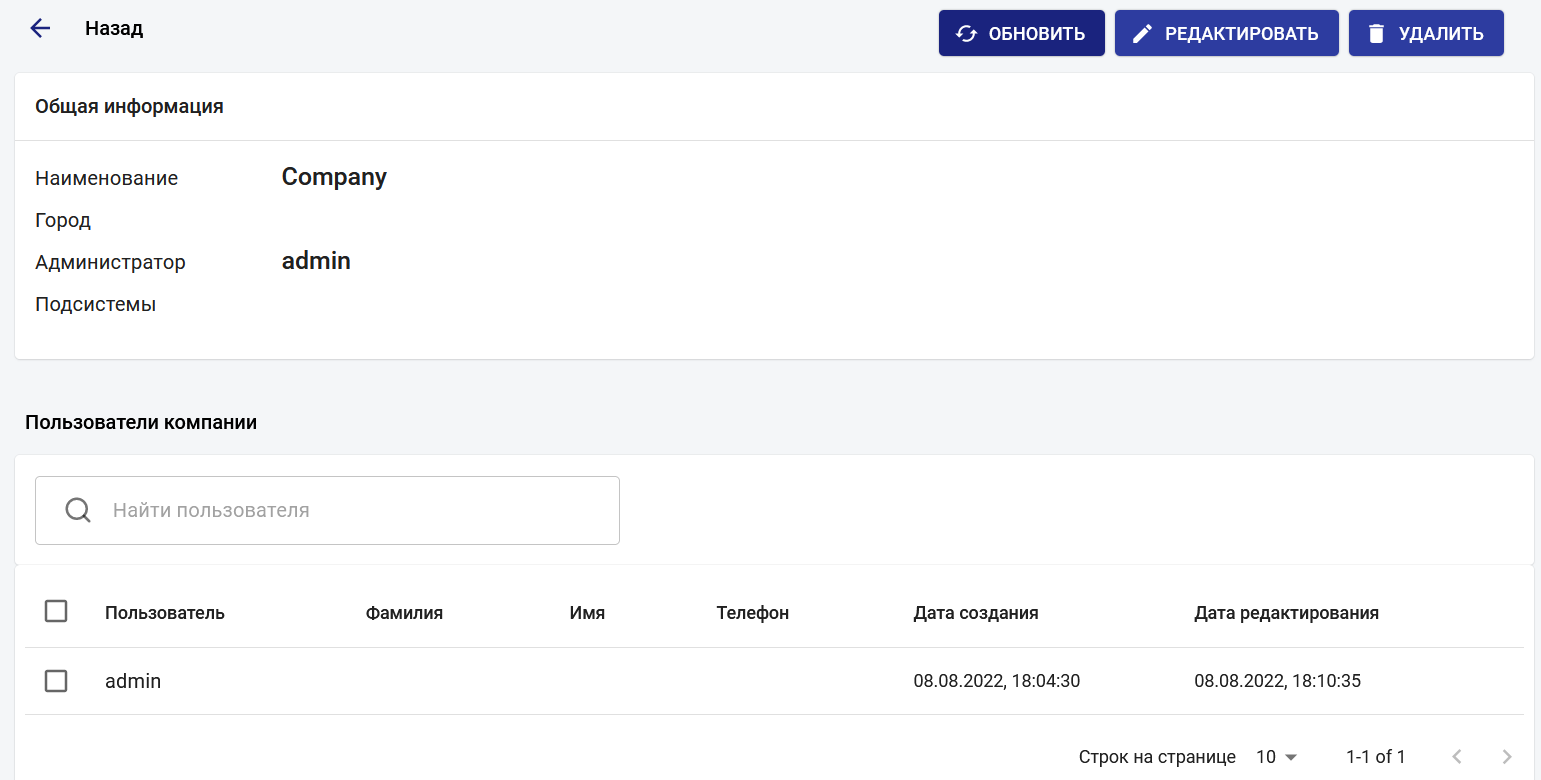 Назад
ОБНОВИТЬ РЕДАКТИРОВАТЬ УДАЛИТЬ
Общая информация
Наименование Company
Город
Администратор admin
Подсистемы
Пользователи компании
Найти пользователя
Пользователь Фамилия Имя Телефон Дата создания Дата редактирования
admin 08.08.2022, 18:04:30 08.08.2022, 18:10:35
Строк на странице 10 1-1 of 1